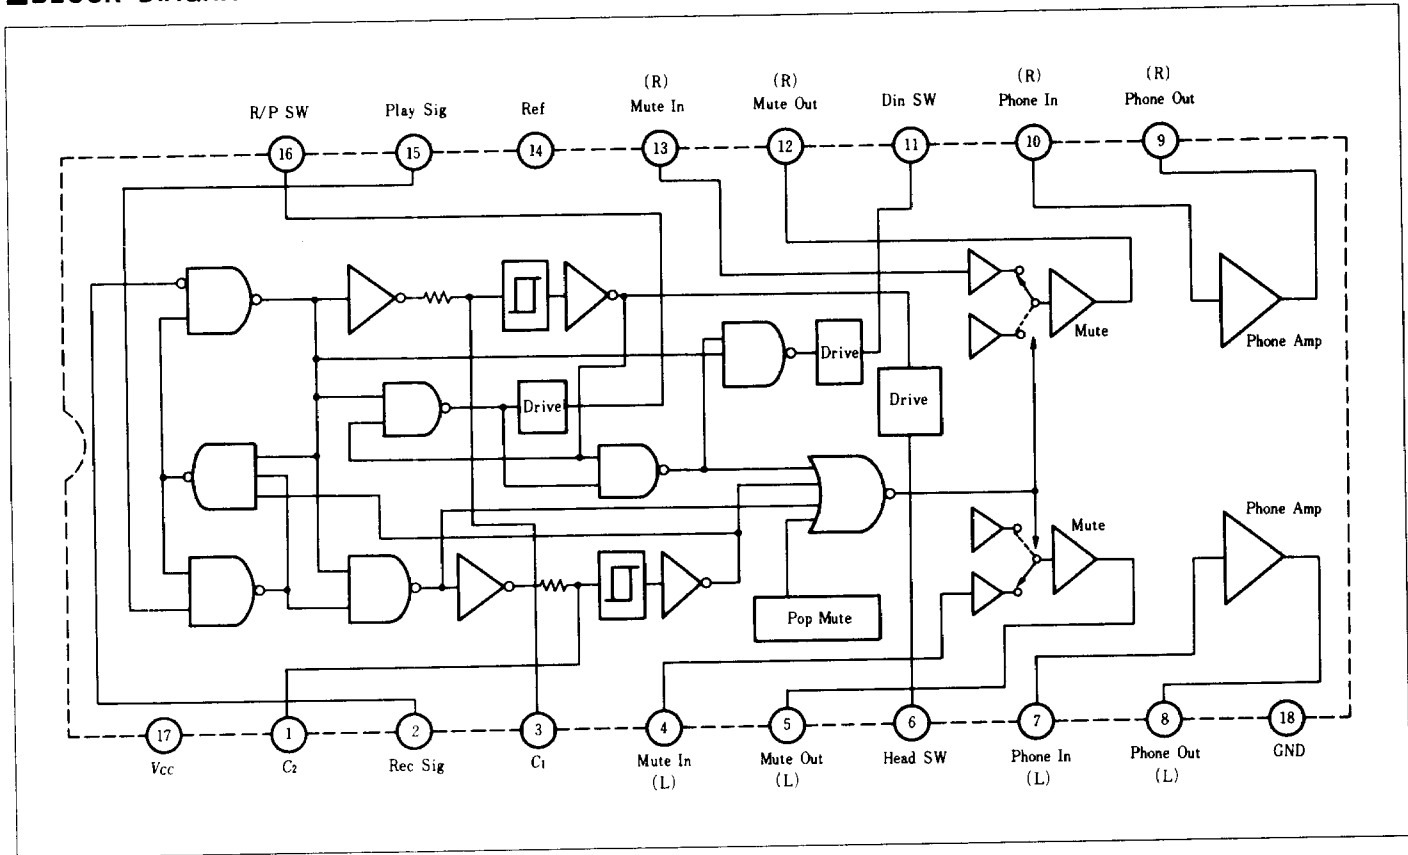 (R) (R) (R) (R)
R/P SW Play Sig Ref Mute In Mute Out Din SW Phone In Phone Out
16 15 14 13 12 11 10 9
Mute
Phone Amp
Drive
Drive
Drive
Phone Amp
Mute
Pop Mute
17 1 2 3 4 5 6 7 8 18
Vcc C2 Rec Sig C1 Mute In Mute Out Head SW Phone In Phone Out GND
(L) (L) (L) (L)